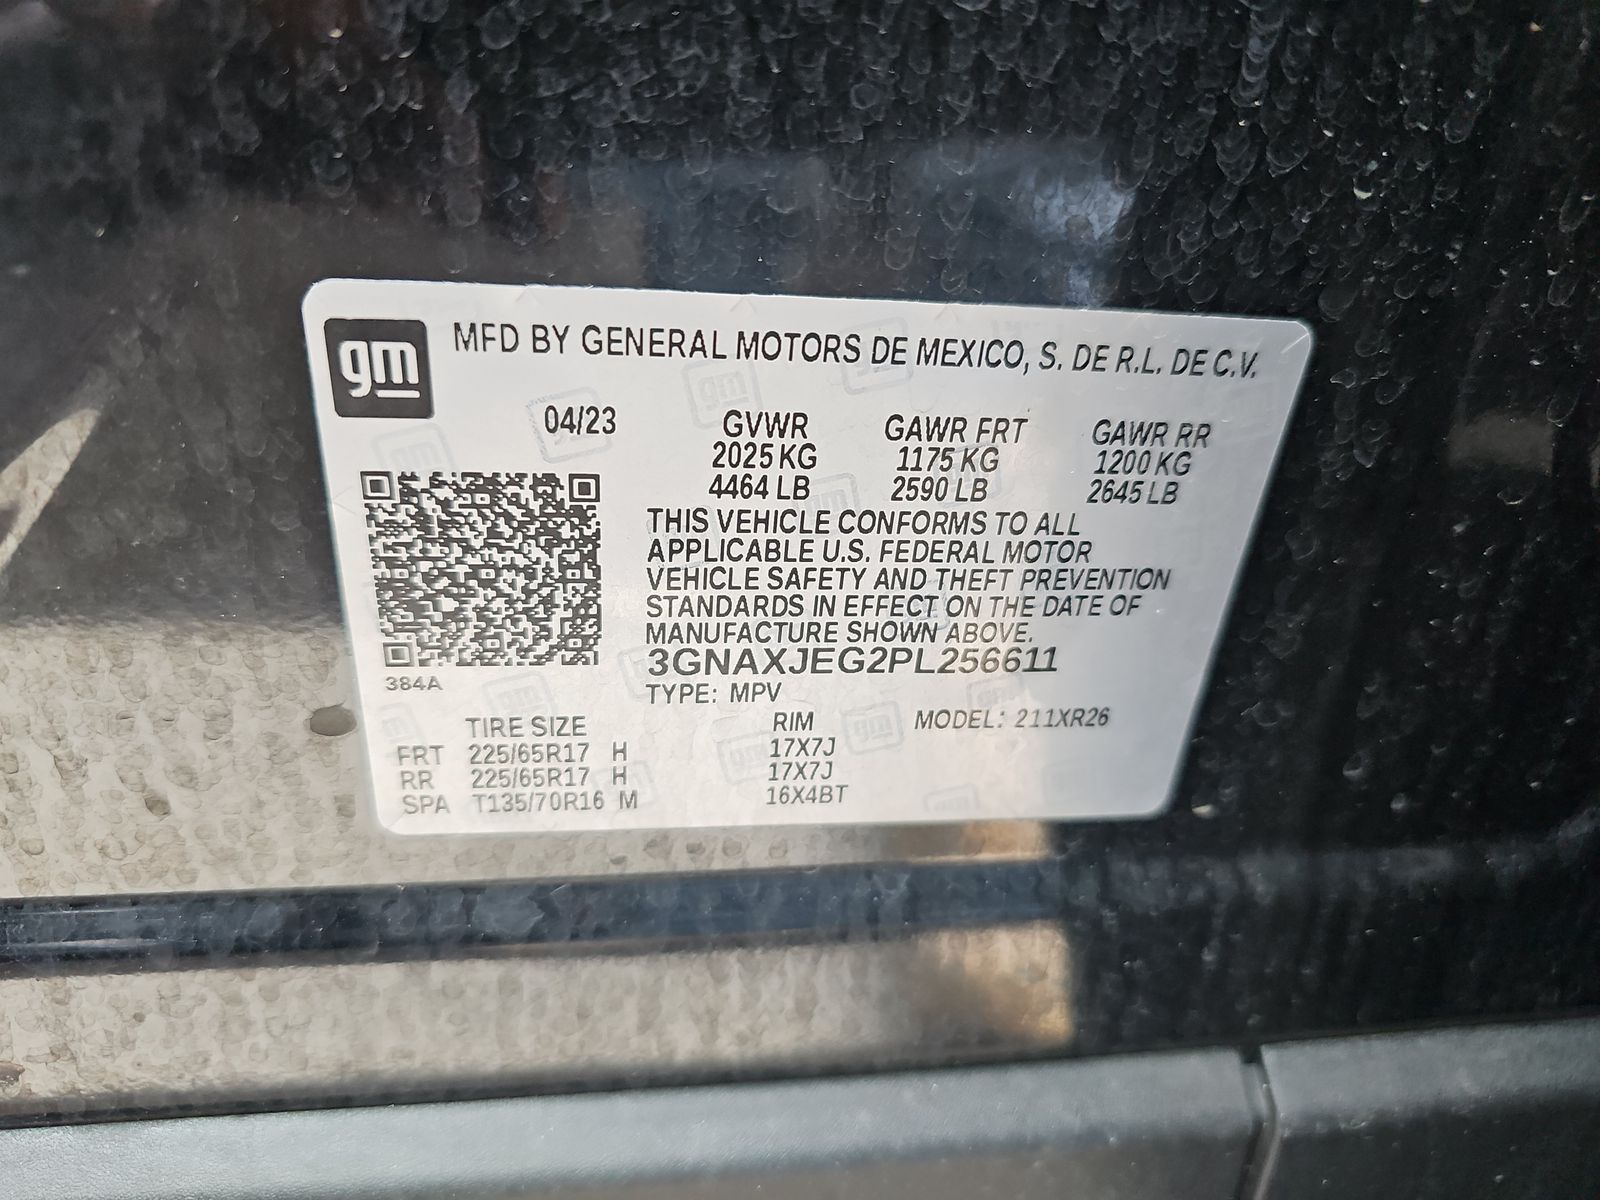 gm
MFD BY GENERAL MOTORS DE MEXICO, S. DE R.L. DE C.V.
04/23 GVWR GAWR FRT GAWR RR
2025 KG 1175 KG 1200 KG
4464 LB 2590 LB 2645 LB
THIS VEHICLE CONFORMS TO ALL
APPLICABLE U.S. FEDERAL MOTOR
VEHICLE SAFETY AND THEFT PREVENTION
STANDARDS IN EFFECT ON THE DATE OF
MANUFACTURE SHOWN ABOVE.
3GNAXJEG2PL256611
384A
TYPE: MPV
TIRE SIZE RIM MODEL: 211XR26
FRT 225/65R17 H 17X7J
RR 225/65R17 H 17X7J
SPA T135/70R16 M 16X4BT